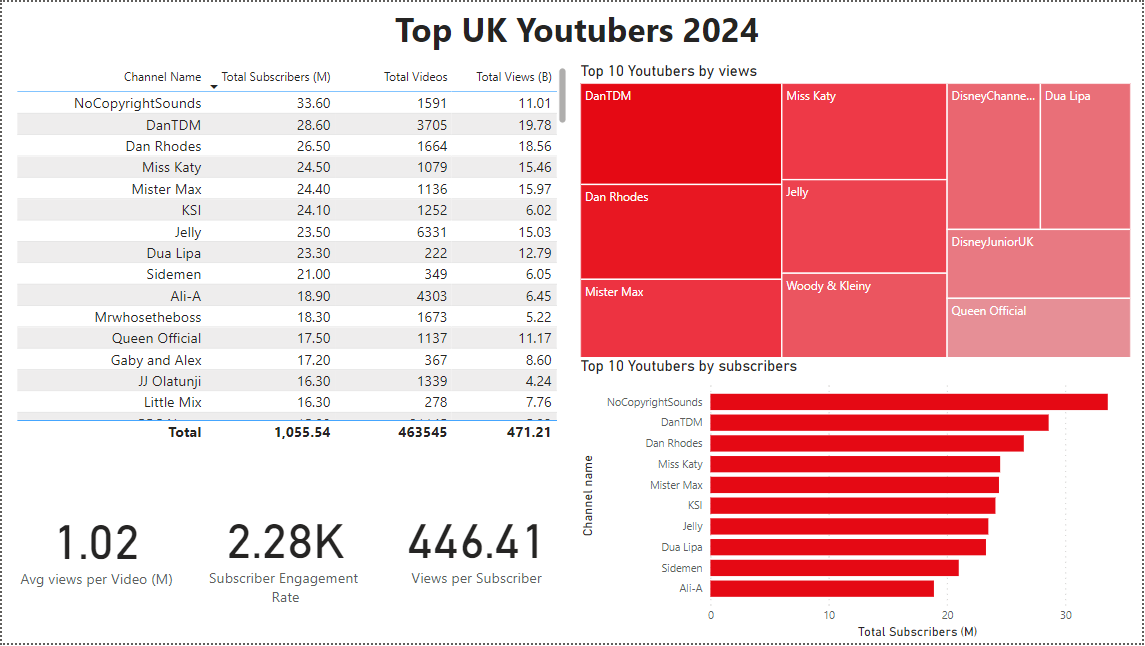 Top UK Youtubers 2024
Channel Name Total Subscribers (M) Total Videos Total Views (B)
NoCopyrightSounds 33.60 1591 11.01
DanTDM 28.60 3705 19.78
Dan Rhodes 26.50 1664 18.56
Miss Katy 24.50 1079 15.46
Mister Max 24.40 1136 15.97
KSI 24.10 1252 6.02
Jelly 23.50 6331 15.03
Dua Lipa 23.30 222 12.79
Sidemen 21.00 349 6.05
Ali-A 18.90 4303 6.45
Mrwhosetheboss 18.30 1673 5.22
Queen Official 17.50 1137 11.17
Gaby and Alex 17.20 367 8.60
JJ Olatunji 16.30 1339 4.24
Little Mix 16.30 278 7.76
Total 1,055.54 463545 471.21
1.02
Avg views per Video (M)
2.28K
Subscriber Engagement
Rate
446.41
Views per Subscriber
Top 10 Youtubers by views
DanTDM
Dan Rhodes
Mister Max
Miss Katy
Jelly
Woody & Kleiny
DisneyChanne...
Dua Lipa
DisneyJuniorUK
Queen Official
Top 10 Youtubers by subscribers
Channel name
NoCopyrightSounds
DanTDM
Dan Rhodes
Miss Katy
Mister Max
KSI
Jelly
Dua Lipa
Sidemen
Ali-A
0 10 20 30
Total Subscribers (M)